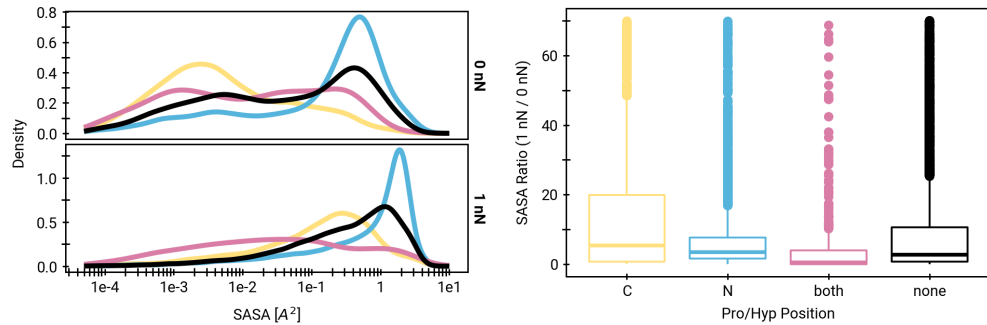 0.8
0.6
0.4
0.2
0.0
0 nN
Density
1.0
0.5
0.0
1 nN
1e-4 1e-3 1e-2 1e-1 1 1e1
SASA [A²]
60
40
20
0
SASA Ratio (1 nN / 0 nN)
C N both none
Pro/Hyp Position